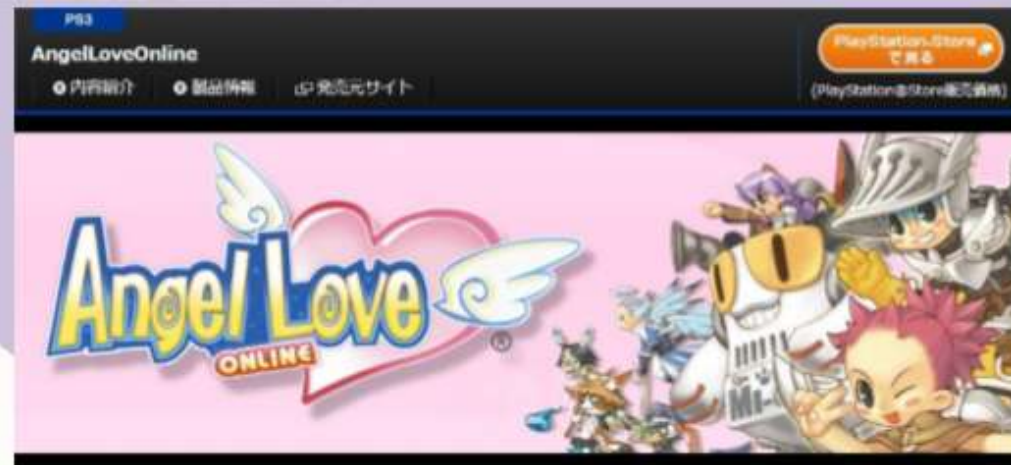 PS3
AngelLoveOnline
内容紹介
製品情報
発売元サイト
PlayStation.Store
で見る
(PlayStation®Store販売価格)
Angel Love
ONLINE
®
Mi-